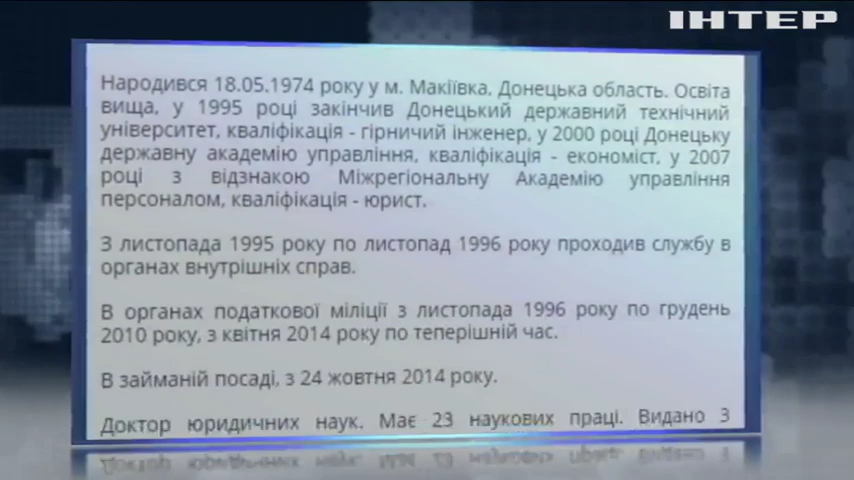 ІНТЕР
Народився 18.05.1974 року у м. Макіївка. Донецька область. Освіта
вища, у 1995 році закінчив Донецький державний технічний
університет, кваліфікація - гірничий інженер, у 2000 році Донецьку
державну академію управління, кваліфікація - економіст, у 2007
році з відзнакою Міжрегіональну Академію управління
персоналом, кваліфікація - юрист.
З листопада 1995 року по листопад 1996 року проходив службу в
органах внутрішніх справ.
В органах податкової міліції з листопада 1996 року по грудень
2010 року, з квітня 2014 року по теперішній час.
В займаній посаді, з 24 жовтня 2014 року.
Доктор юридичних наук. Має 23 наукових праці. Видано 3